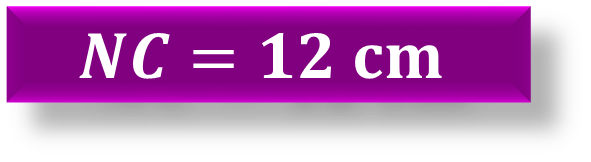 NC = 12 cm